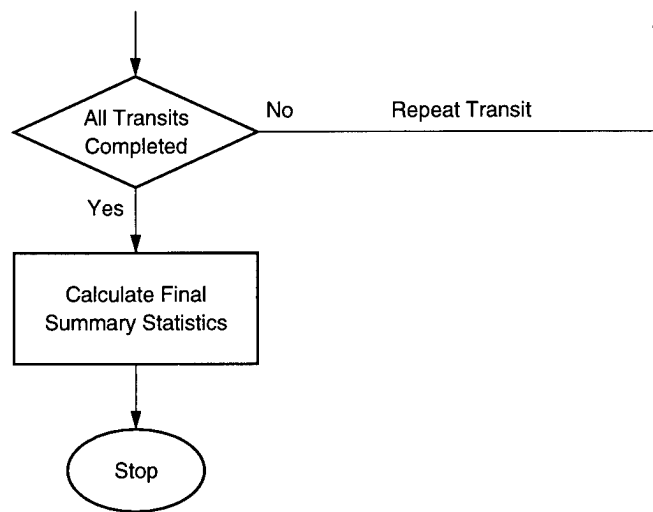 All Transits
Completed
No
Repeat Transit
Yes
Calculate Final
Summary Statistics
Stop